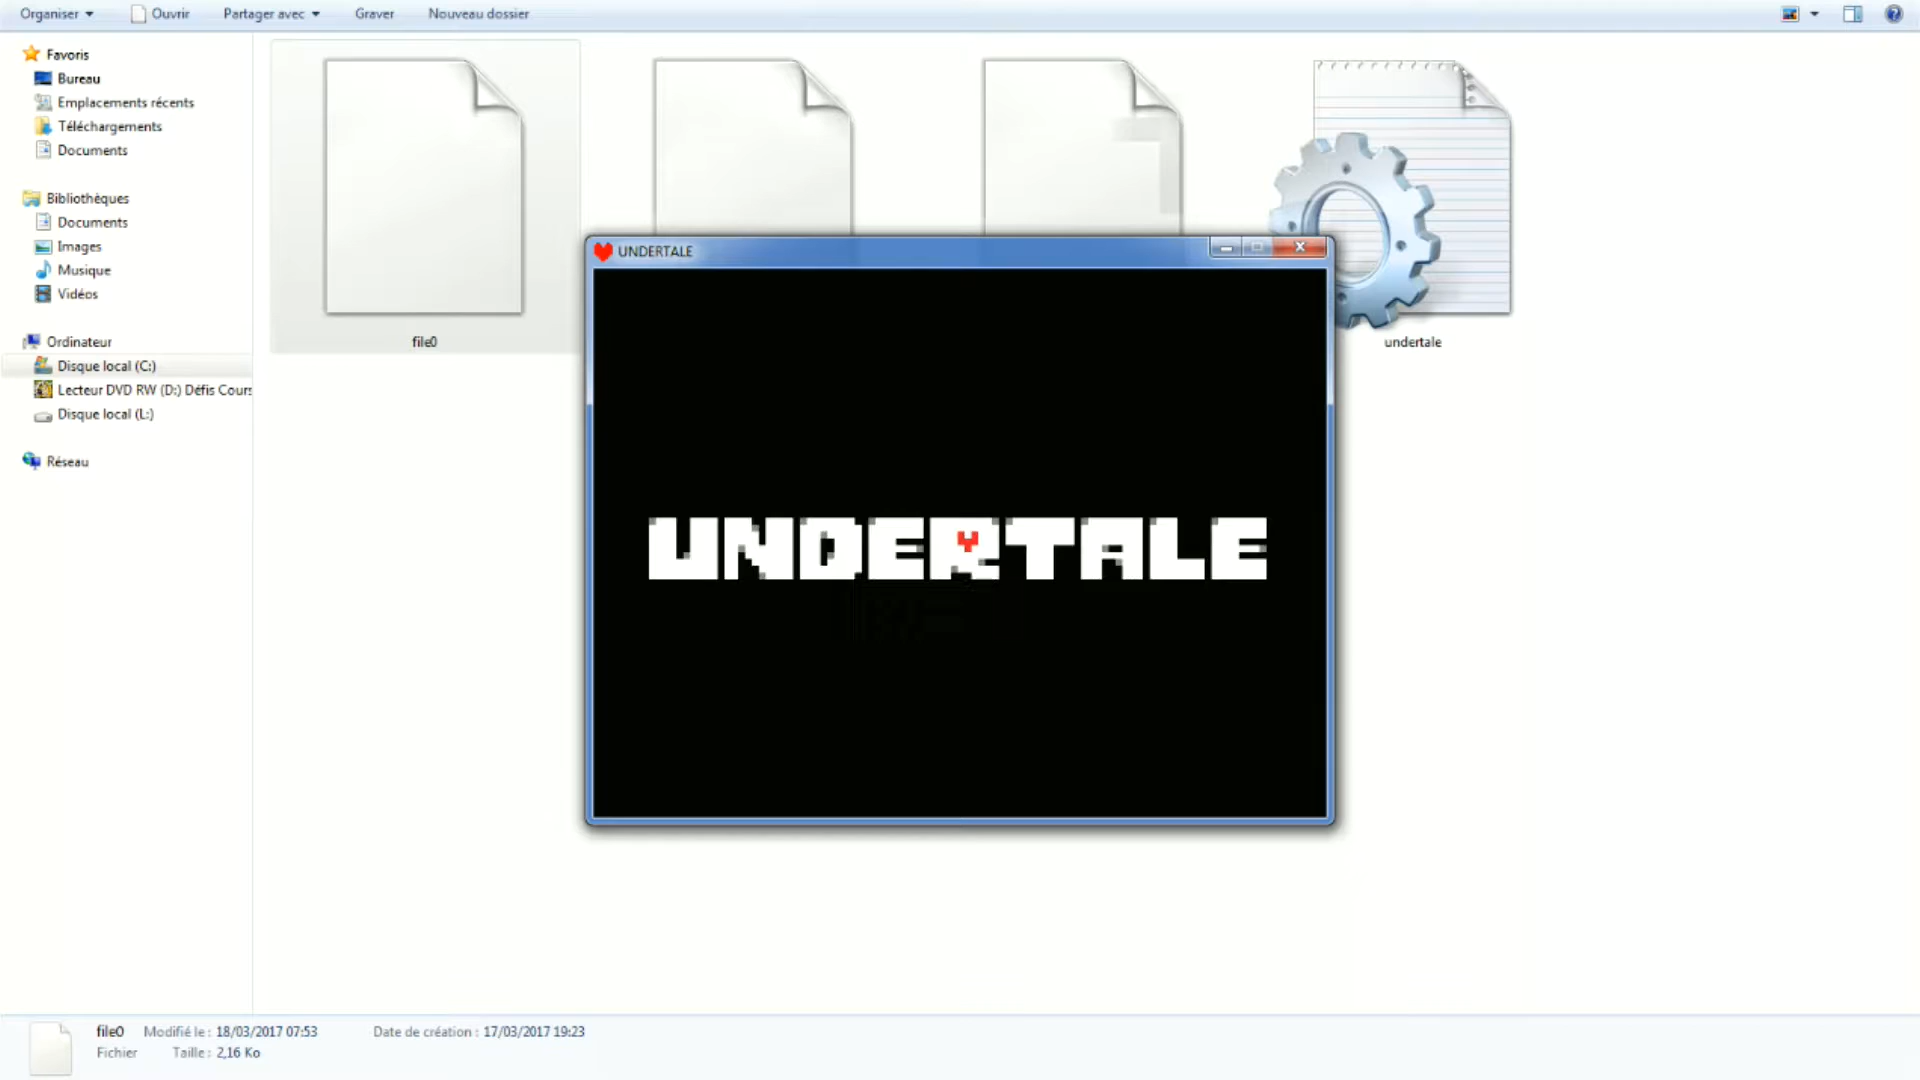 Organiser Ouvrir Partager avec Graver Nouveau dossier
Favoris
Bureau
Emplacements récents
Téléchargements
Documents
Bibliothèques
Documents
Images
Musique
Vidéos
Ordinateur
Disque local (C:)
Lecteur DVD RW (D:) Défis Cours
Disque local (L:)
Réseau
file0
undertale
UNDERTALE
UNDERTALE
file0 Modifié le : 18/03/2017 07:53 Date de création : 17/03/2017 19:23
Fichier Taille : 2,16 Ko